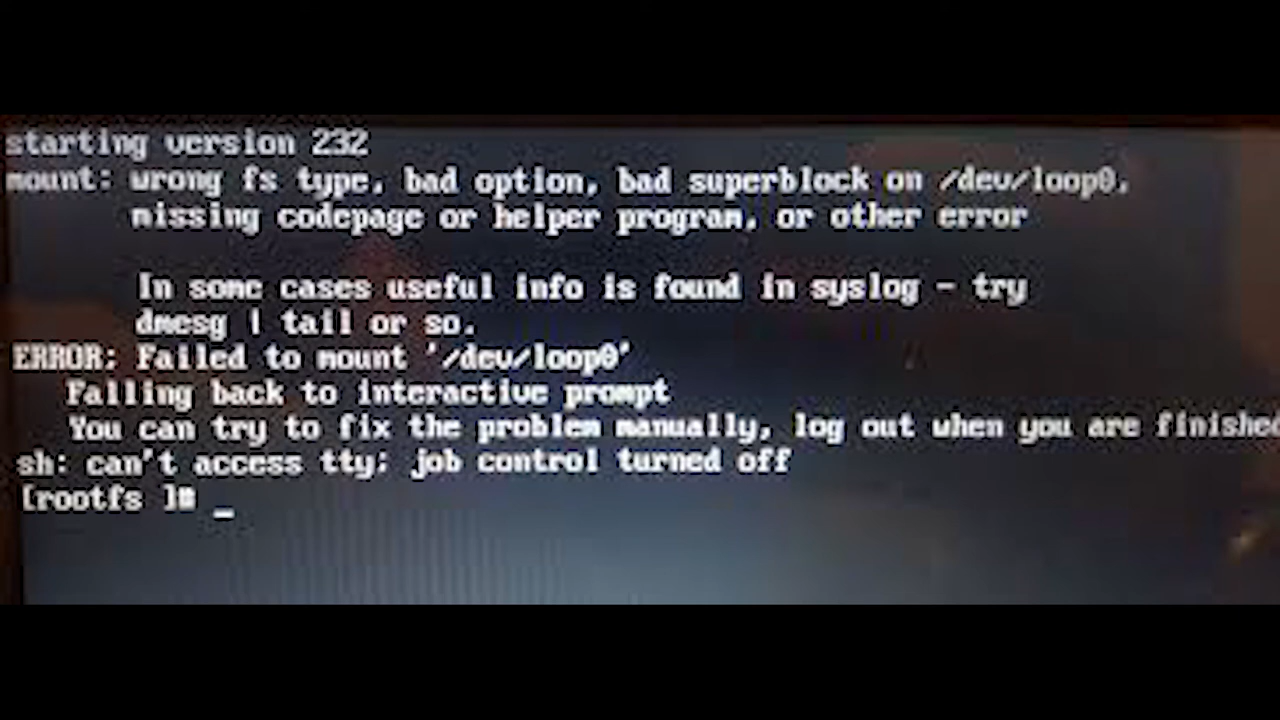 starting version 232
mount: wrong fs type, bad option, bad superblock on /dev/loop0,
missing codepage or helper program, or other error
In some cases useful info is found in syslog - try
dmesg | tail or so.
ERROR: Failed to mount '/dev/loop0'
Falling back to interactive prompt
You can try to fix the problem manually, log out when you are finished
sh: can't access tty; job control turned off
[rootfs ]# _